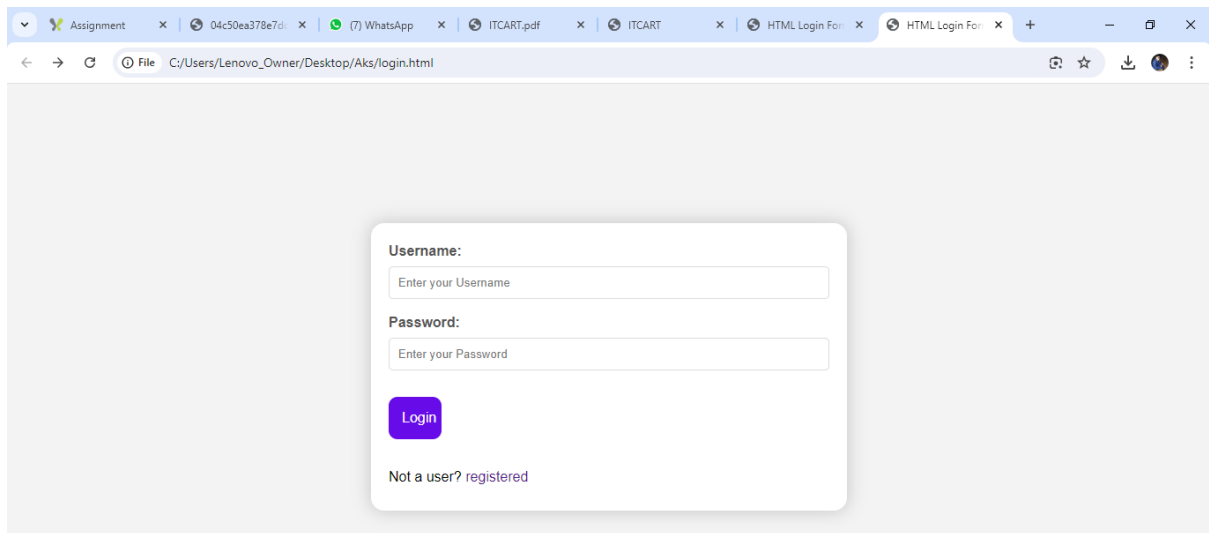 Assignment
04c50ea378e7d
(7) WhatsApp
ITCART.pdf
ITCART
HTML Login For
HTML Login For
File C:/Users/Lenovo_Owner/Desktop/Aks/login.html
Username:
Enter your Username
Password:
Enter your Password
Login
Not a user? registered